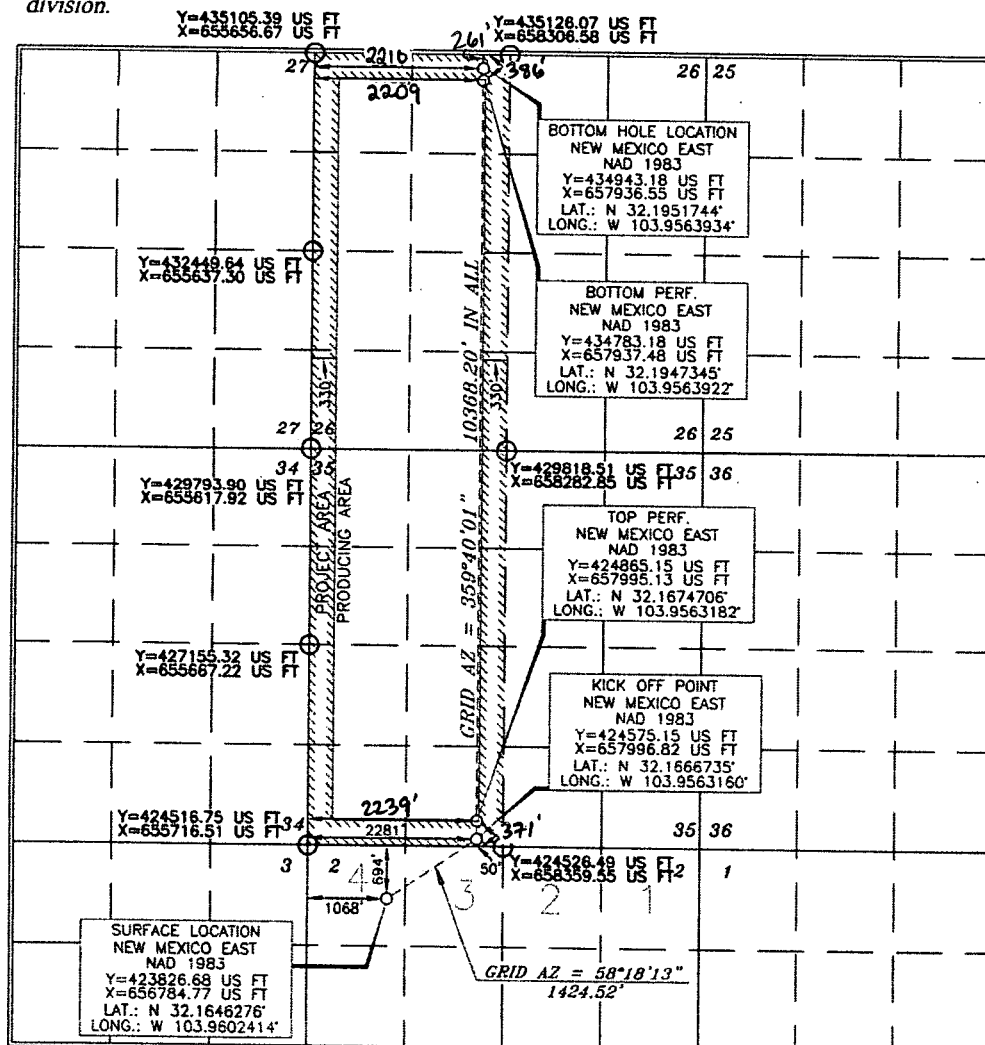 division.
Y=435105.39 US FT
X=655656.67 US FT
Y=435126.07 US FT
X=658306.58 US FT
261'
27
2210
386'
26 25
2209
BOTTOM HOLE LOCATION
NEW MEXICO EAST
NAD 1983
Y=434943.18 US FT
X=657936.55 US FT
LAT.: N 32.1951744°
LONG.: W 103.9563934°
Y=432449.64 US FT
X=655637.30 US FT
BOTTOM PERF.
NEW MEXICO EAST
NAD 1983
Y=434783.18 US FT
X=657937.48 US FT
LAT.: N 32.1947345°
LONG.: W 103.9563922°
GRID AZ = 359°40'01" 10368.20' IN ALL
330'
330'
27 26
34 35
26 25
35 36
Y=429793.90 US FT
X=655617.92 US FT
Y=429818.51 US FT
X=658282.85 US FT
PROJECT AREA
PRODUCING AREA
TOP PERF.
NEW MEXICO EAST
NAD 1983
Y=424865.15 US FT
X=657995.13 US FT
LAT.: N 32.1674706°
LONG.: W 103.9563182°
Y=427155.32 US FT
X=655667.22 US FT
KICK OFF POINT
NEW MEXICO EAST
NAD 1983
Y=424575.15 US FT
X=657996.82 US FT
LAT.: N 32.1666735°
LONG.: W 103.9563160°
Y=424516.75 US FT
X=655716.51 US FT
34
2239'
2281
371'
35 36
3 2
50'
Y=424526.49 US FT
X=658359.55 US FT
2 1
694'
4 3 2 1
1068'
SURFACE LOCATION
NEW MEXICO EAST
NAD 1983
Y=423826.68 US FT
X=656784.77 US FT
LAT.: N 32.1646276°
LONG.: W 103.9602414°
GRID AZ = 58°18'13"
1424.52'